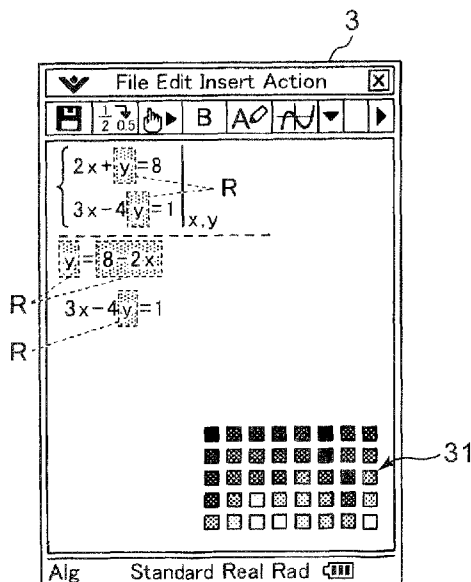 3
File Edit Insert Action X
1/2 0.5 B A
2x+y=8
3x-4y=1
x,y
R
y=8-2x
R
3x-4y=1
R
31
Alg Standard Real Rad